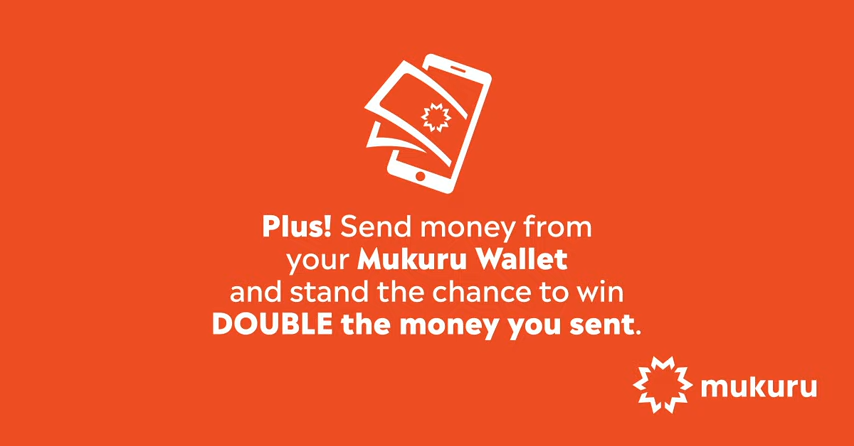 Plus! Send money from
your Mukuru Wallet
and stand the chance to win
DOUBLE the money you sent.
mukuru